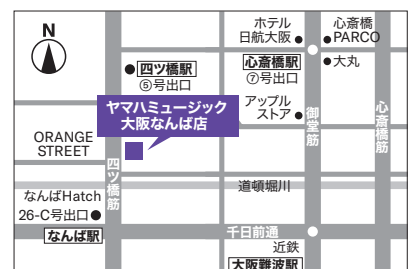 N
ホテル
日航大阪
心斎橋
PARCO
四ツ橋駅
⑤号出口
心斎橋駅
⑦号出口
大丸
ヤマハミュージック
大阪なんば店
アップル
ストア
御堂筋
心斎橋筋
ORANGE
STREET
四ツ橋筋
道頓堀川
なんばHatch
26-C号出口
なんば駅
千日前通
近鉄
大阪難波駅